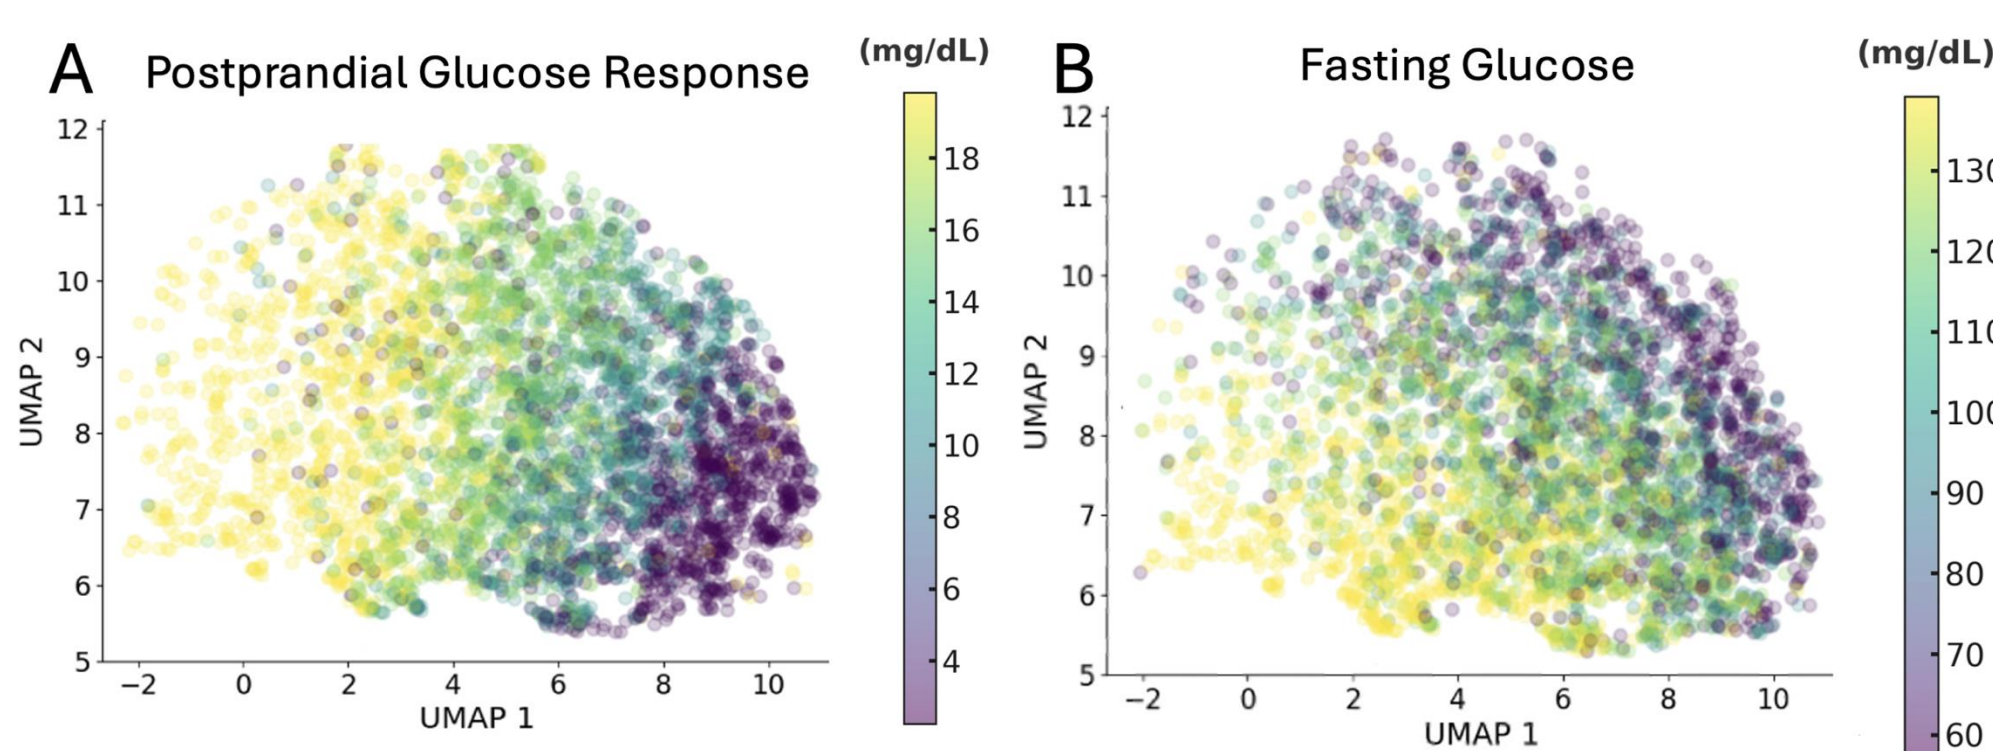 A
Postprandial Glucose Response
(mg/dL)
12
11
10
9
8
7
6
5
UMAP 2
−2 0 2 4 6 8 10
UMAP 1
18
16
14
12
10
8
6
4
B
Fasting Glucose
(mg/dL)
12
11
10
9
8
7
6
5
UMAP 2
−2 0 2 4 6 8 10
UMAP 1
130
120
110
100
90
80
70
60